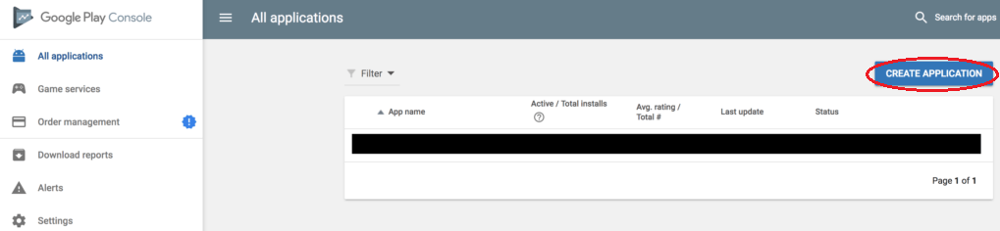 Google Play Console
All applications
Search for apps
All applications
Game services
Order management
Download reports
Alerts
Settings
Filter
CREATE APPLICATION
App name
Active / Total installs
Avg. rating /
Total #
Last update
Status
Page 1 of 1